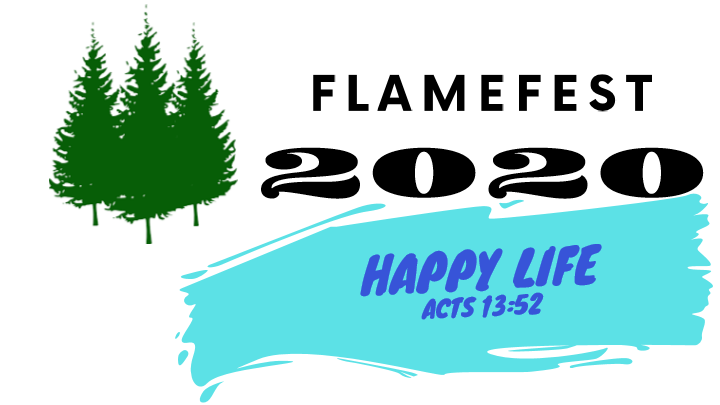 FLAMEFEST
2020
HAPPY LIFE
ACTS 13:52